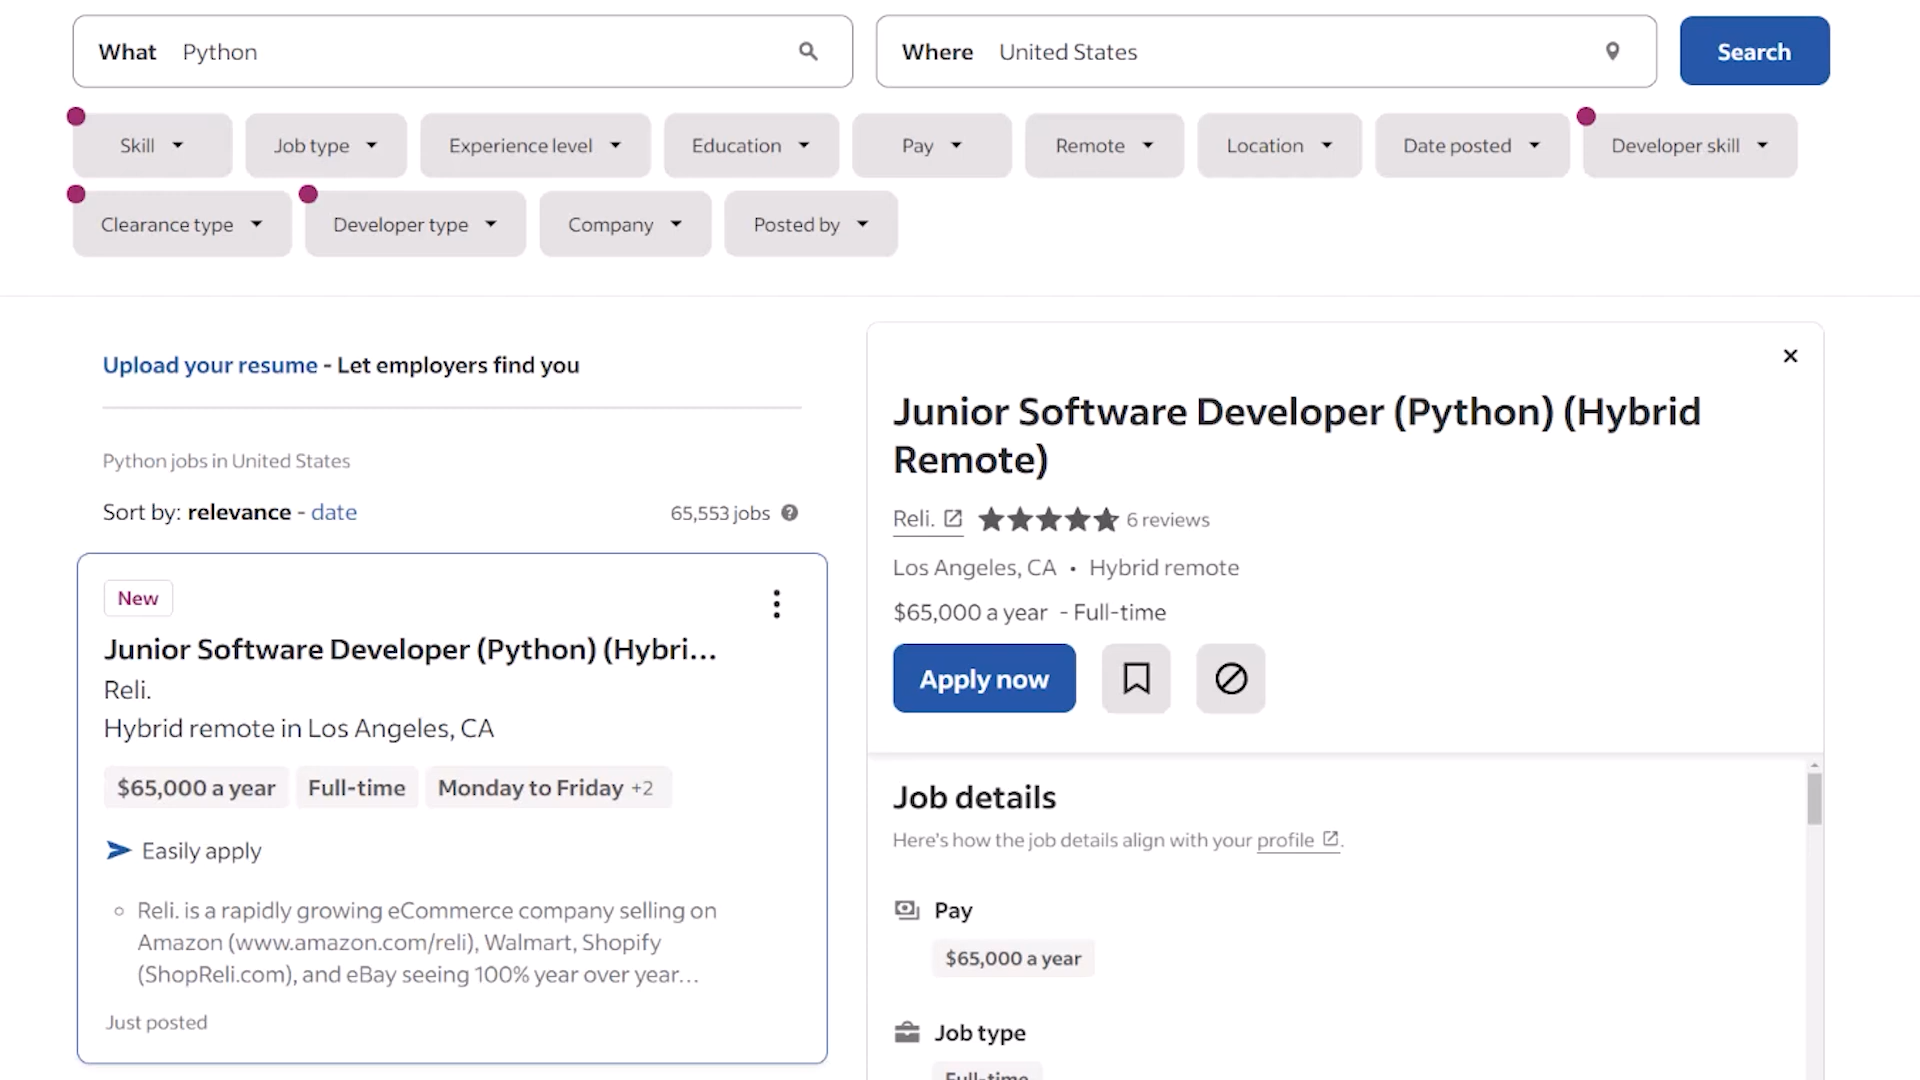 What Python
Where United States
Search
Skill
Job type
Experience level
Education
Pay
Remote
Location
Date posted
Developer skill
Clearance type
Developer type
Company
Posted by
Upload your resume - Let employers find you
Python jobs in United States
Sort by: relevance - date
65,553 jobs
New
Junior Software Developer (Python) (Hybri...
Reli.
Hybrid remote in Los Angeles, CA
$65,000 a year
Full-time
Monday to Friday +2
Easily apply
Reli. is a rapidly growing eCommerce company selling on
Amazon (www.amazon.com/reli), Walmart, Shopify
(ShopReli.com), and eBay seeing 100% year over year...
Just posted
Junior Software Developer (Python) (Hybrid
Remote)
Reli.
6 reviews
Los Angeles, CA • Hybrid remote
$65,000 a year - Full-time
Apply now
Job details
Here's how the job details align with your profile.
Pay
$65,000 a year
Job type
Full-time